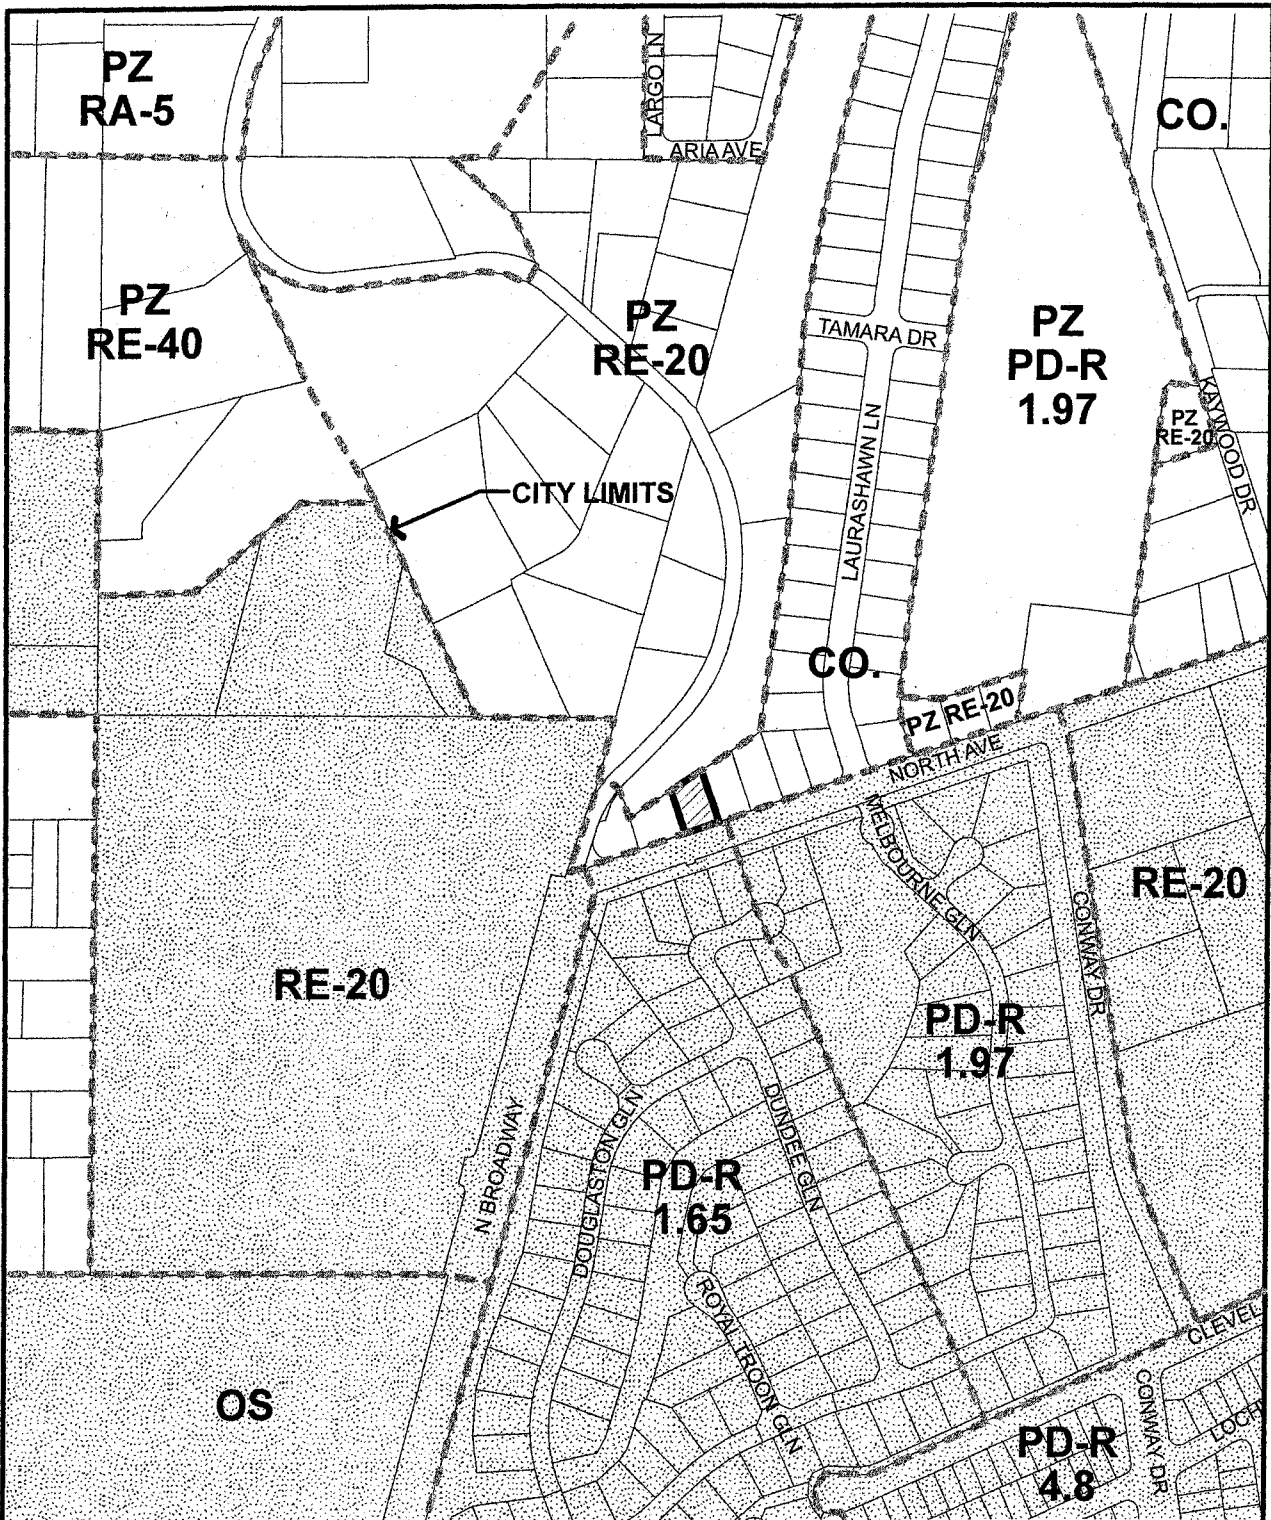 PZ
RA-5
LARGO LN
ARIA AVE
CO.
PZ
RE-40
PZ
RE-20
TAMARA DR
PZ
PD-R
1.97
KAYWOOD DR
PZ
RE-20
LAURASHAWN LN
CITY LIMITS
CO.
PZ RE-20
NORTH AVE
MELBOURNE GLN
RE-20
CONWAY DR
RE-20
PD-R
1.97
N BROADWAY
DOUGLASTON GLN
DUNDEE GLN
PD-R
1.65
ROYAL TROON GLN
CLEVEL
OS
CONWAY DR
LOCH
PD-R
4.8